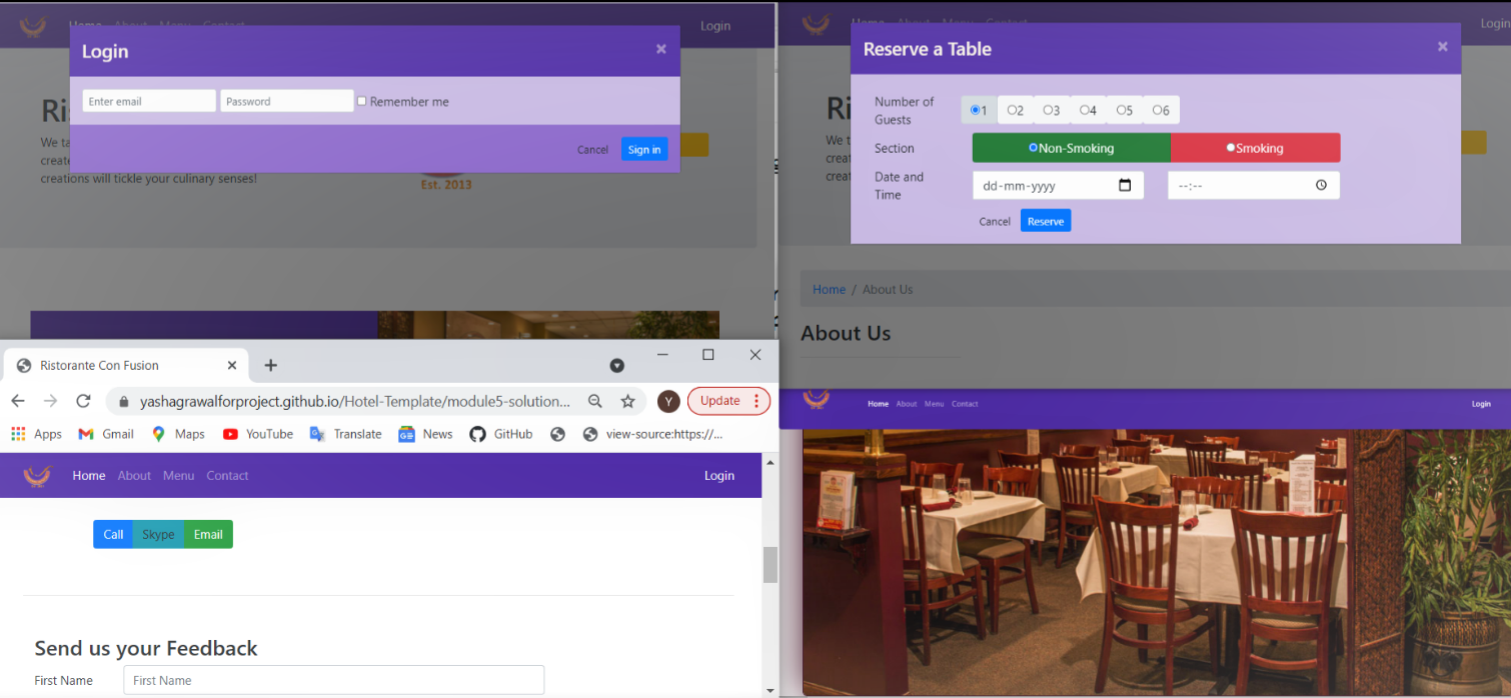 Home About Menu Contact
Login
Login
×
Enter email
Password
Remember me
Cancel
Sign in
Ri
We ta
create
creations will tickle your culinary senses!
Est. 2013
Home About Menu Contact
Login
Reserve a Table
×
Number of
Guests
1 2 3 4 5 6
Section
Non-Smoking
Smoking
Date and
Time
dd-mm-yyyy
--:--
Cancel
Reserve
Ri
We t
creat
creat
Home / About Us
About Us
Ristorante Con Fusion
yashagrawalforproject.github.io/Hotel-Template/module5-solution...
Y
Update
Apps Gmail Maps YouTube Translate News GitHub view-source:https://...
Home About Menu Contact
Login
Call Skype Email
Send us your Feedback
First Name
First Name
Home About Menu Contact
Login